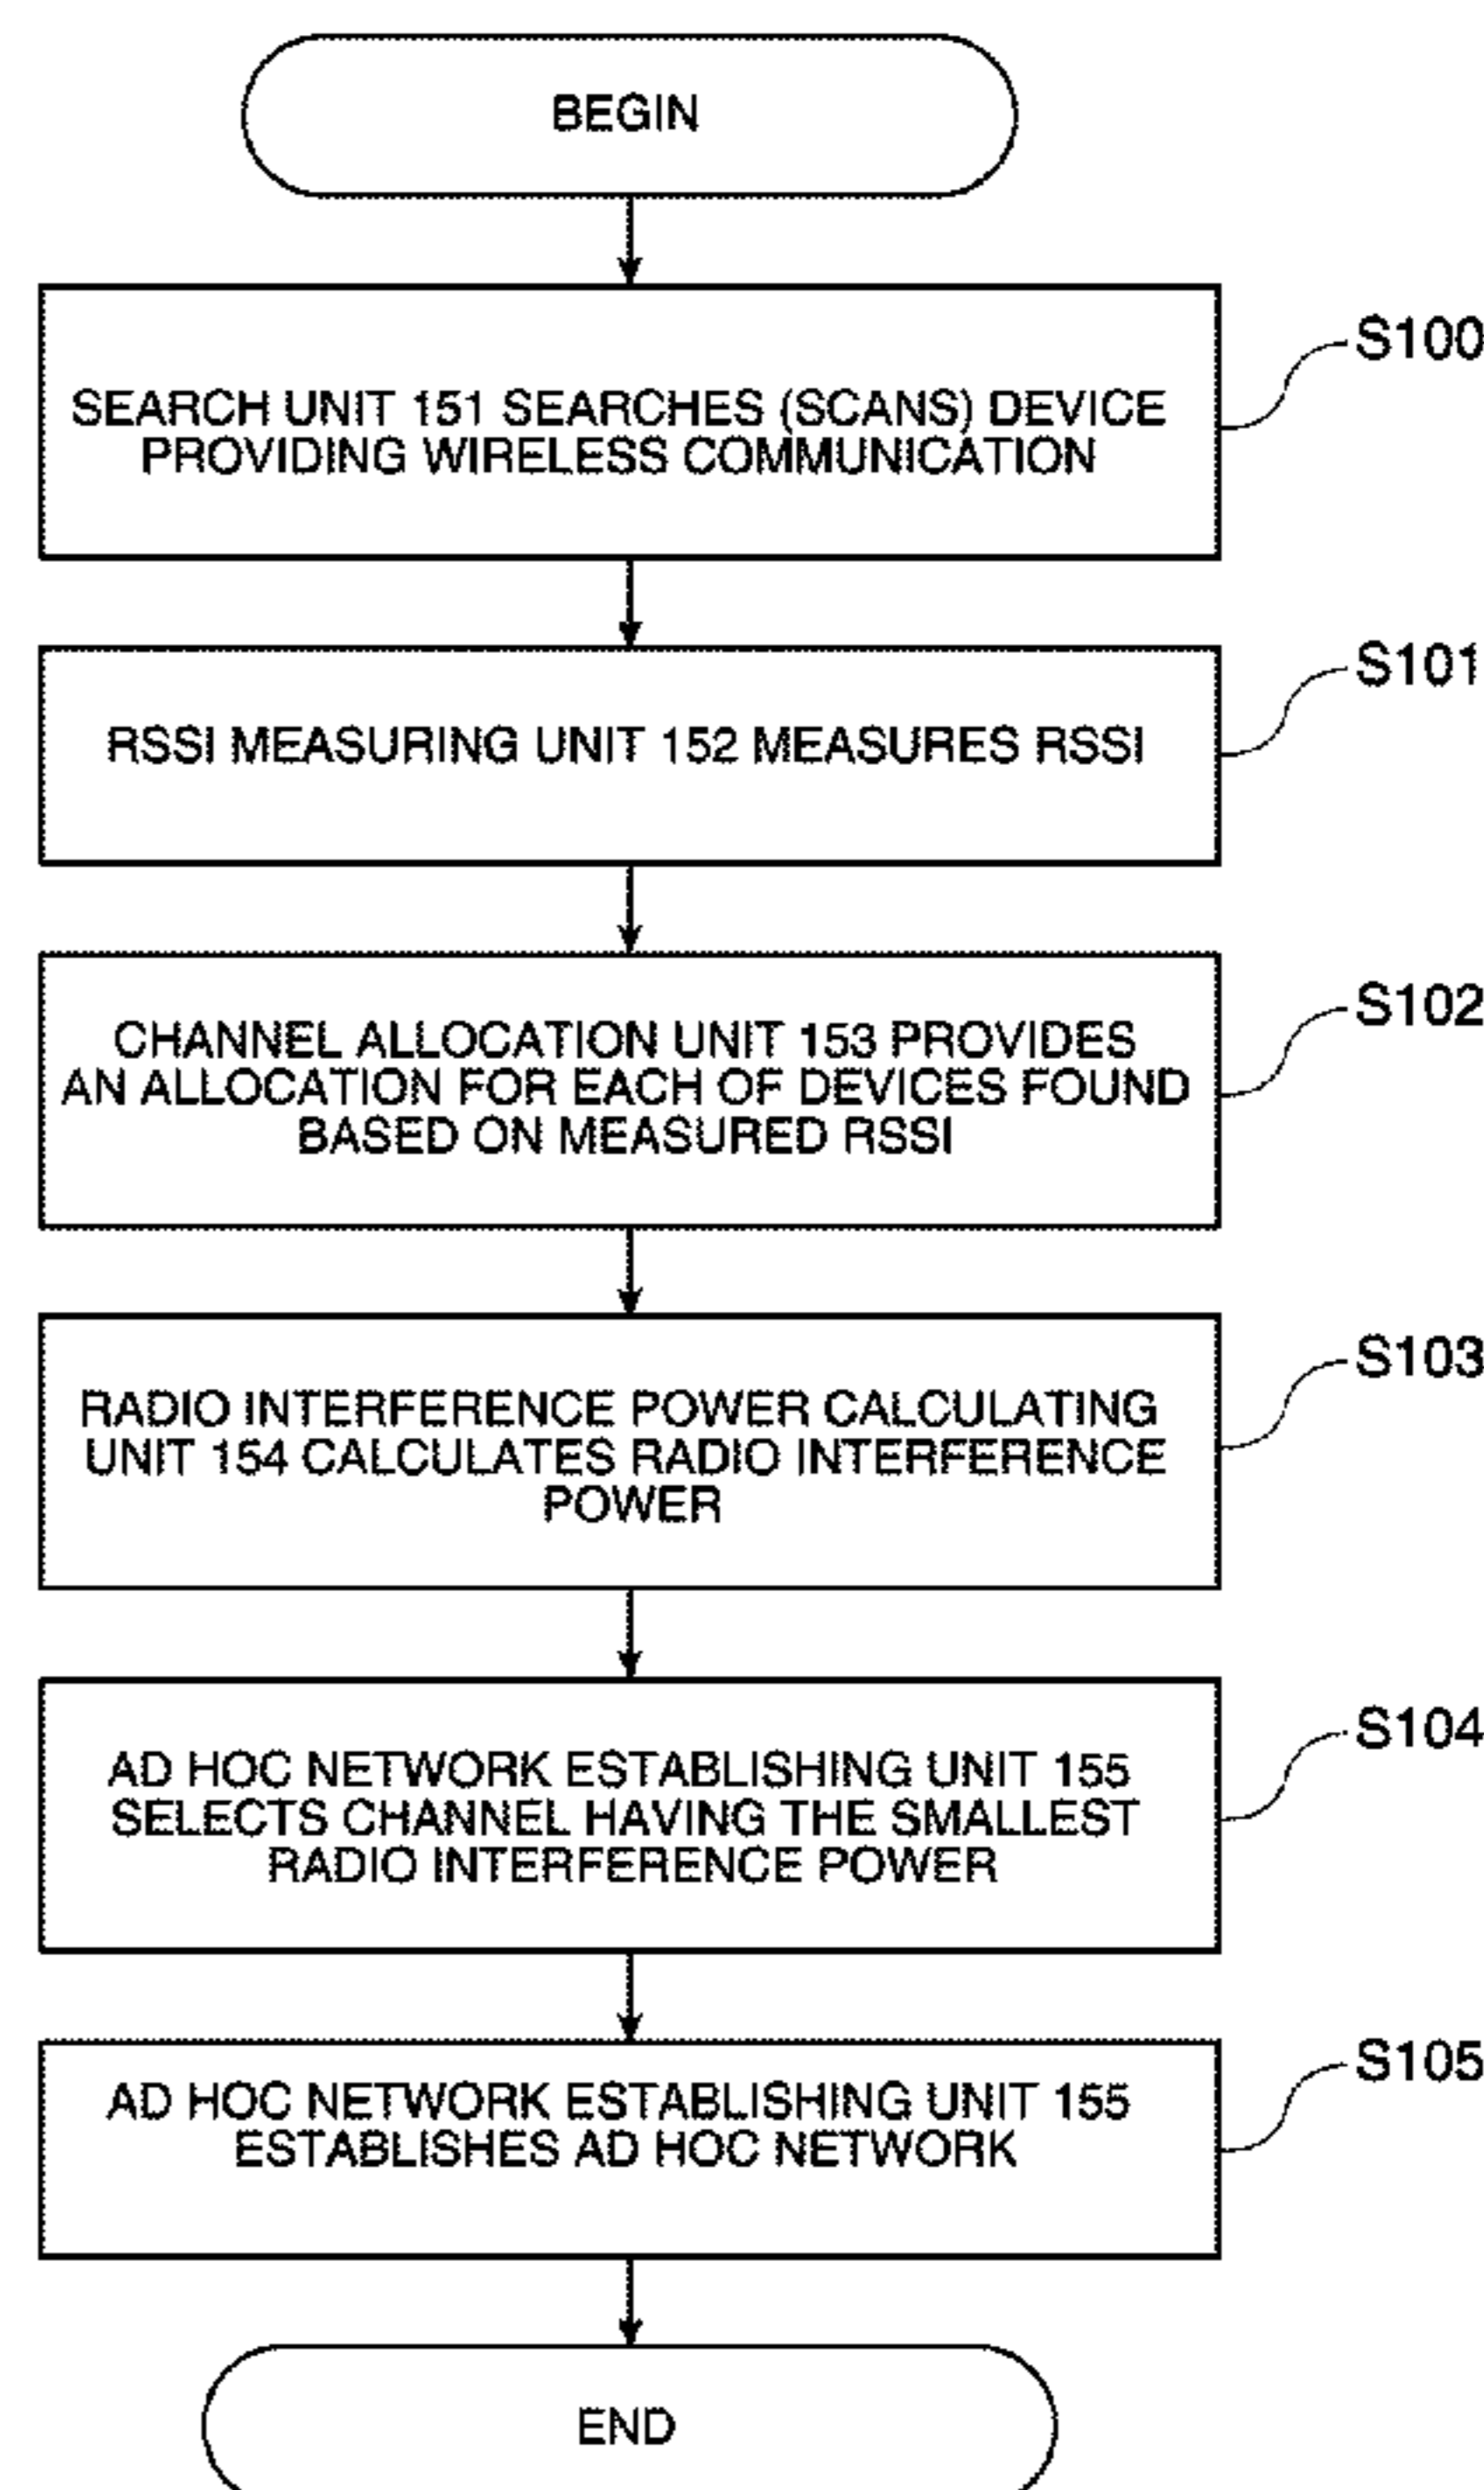 BEGIN
SEARCH UNIT 151 SEARCHES (SCANS) DEVICE
PROVIDING WIRELESS COMMUNICATION
S100
RSSI MEASURING UNIT 152 MEASURES RSSI
S101
CHANNEL ALLOCATION UNIT 153 PROVIDES
AN ALLOCATION FOR EACH OF DEVICES FOUND
BASED ON MEASURED RSSI
S102
RADIO INTERFERENCE POWER CALCULATING
UNIT 154 CALCULATES RADIO INTERFERENCE
POWER
S103
AD HOC NETWORK ESTABLISHING UNIT 155
SELECTS CHANNEL HAVING THE SMALLEST
RADIO INTERFERENCE POWER
S104
AD HOC NETWORK ESTABLISHING UNIT 155
ESTABLISHES AD HOC NETWORK
S105
END